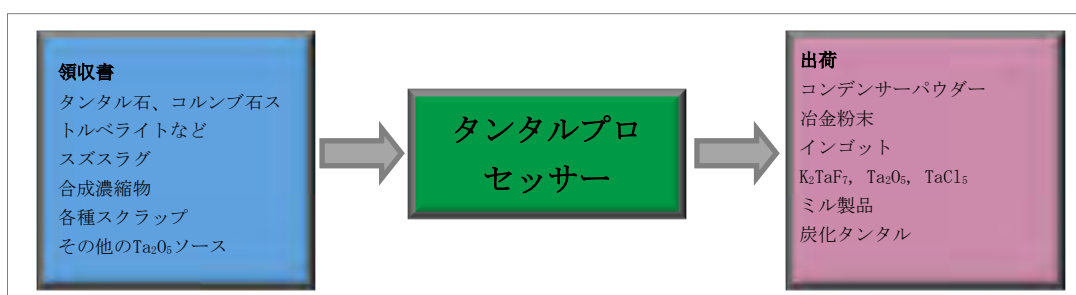 領収書
タンタル石、コルンブ石ス
トルベライトなど
スズスラグ
合成濃縮物
各種スクラップ
その他のTa₂O₅ソース
タンタルプロ
セッサー
出荷
コンデンサーパウダー
冶金粉末
インゴット
K₂TaF₇, Ta₂O₅, TaCl₅
ミル製品
炭化タンタル